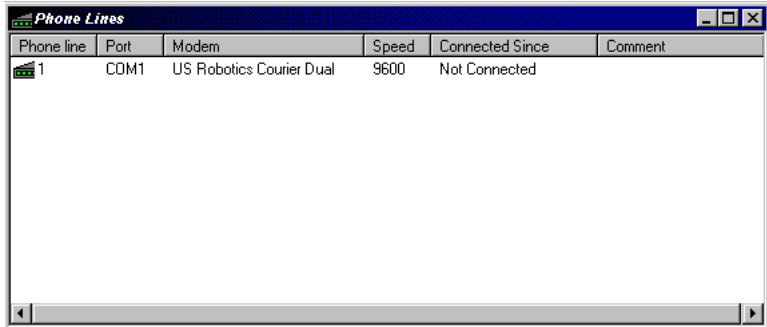 Phone Lines
Phone line Port Modem Speed Connected Since Comment
1 COM1 US Robotics Courier Dual 9600 Not Connected